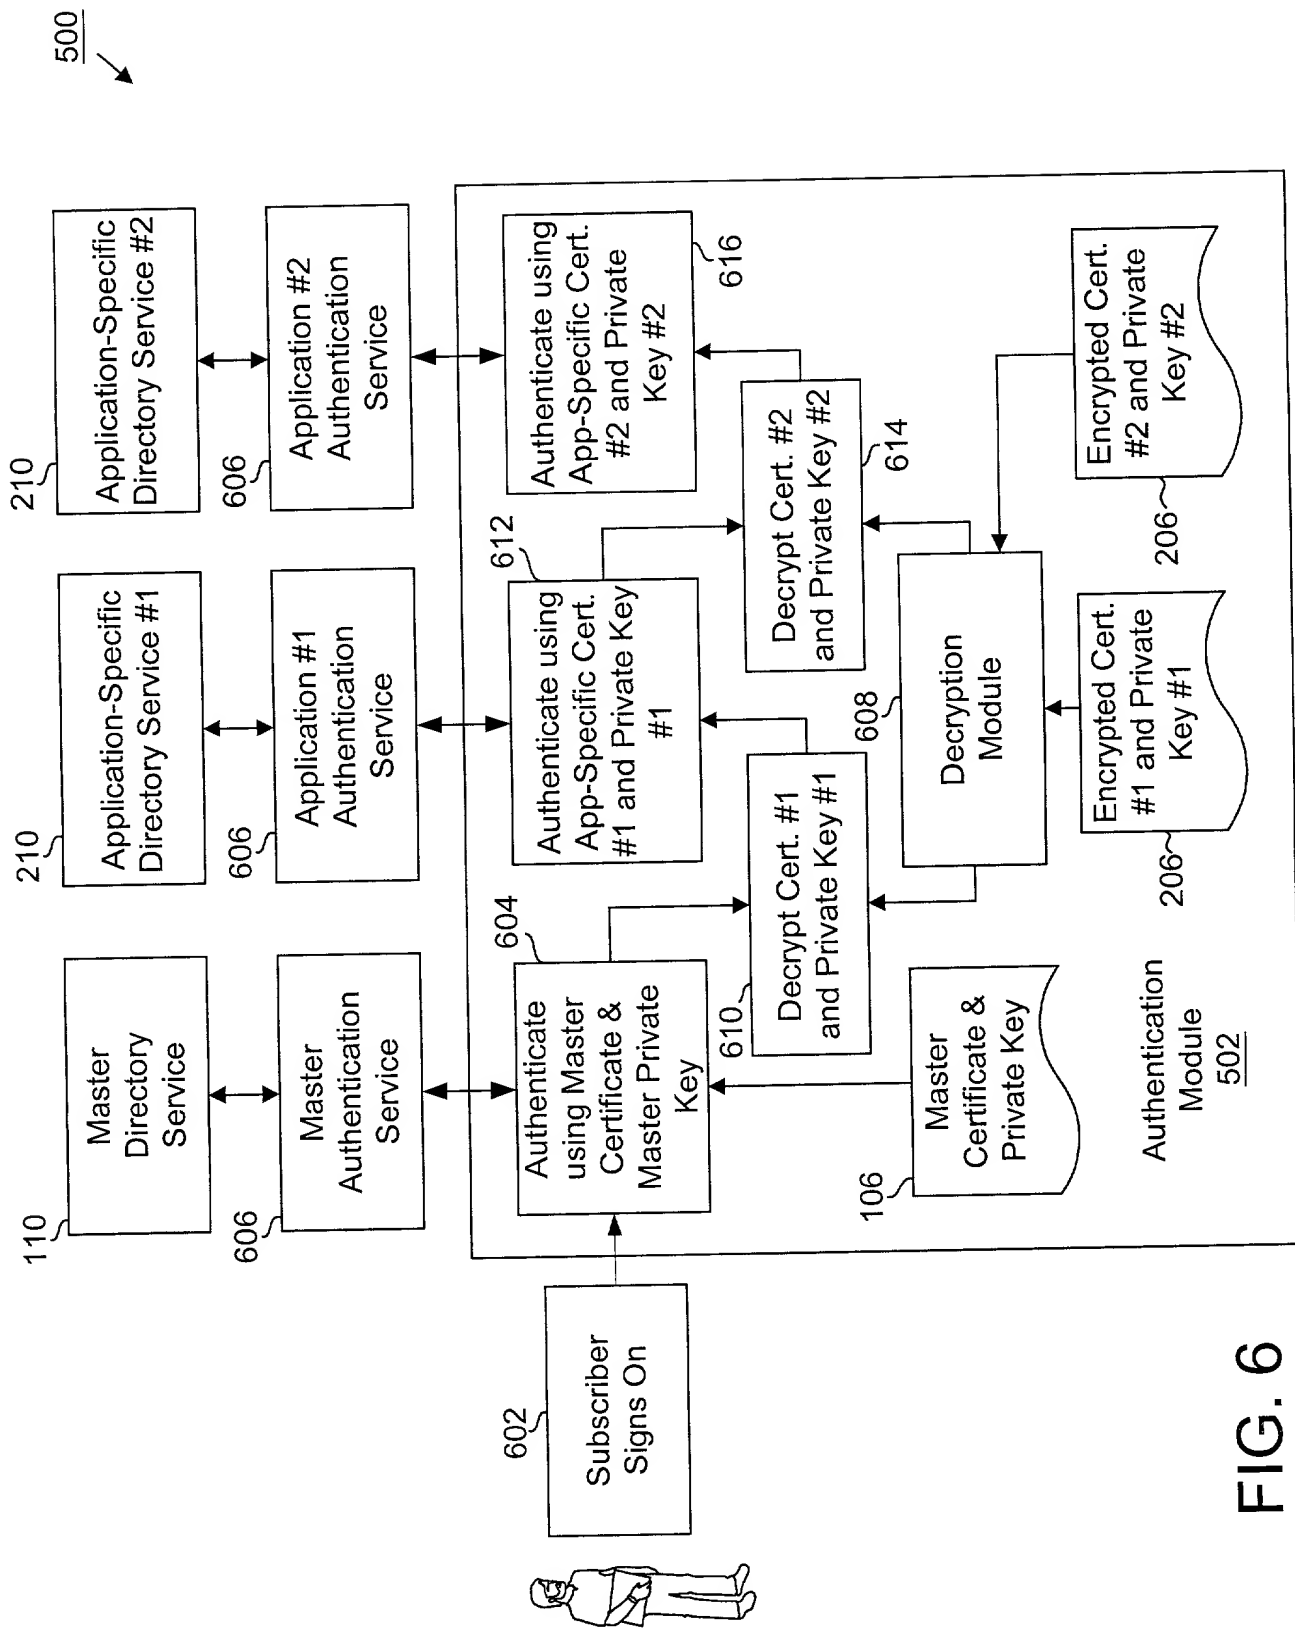 500
110
Master
Directory
Service
210
Application-Specific
Directory Service #1
210
Application-Specific
Directory Service #2
606
Master
Authentication
Service
606
Application #1
Authentication
Service
606
Application #2
Authentication
Service
602
Subscriber
Signs On
604
Authenticate
using Master
Certificate &
Master Private
Key
612
Authenticate using
App-Specific Cert.
#1 and Private Key
#1
Authenticate using
App-Specific Cert.
#2 and Private
Key #2
616
610
Decrypt Cert. #1
and Private Key #1
Decrypt Cert. #2
and Private Key #2
614
608
Decryption
Module
106
Master
Certificate &
Private Key
206
Encrypted Cert.
#1 and Private
Key #1
206
Encrypted Cert.
#2 and Private
Key #2
Authentication
Module
502
FIG. 6